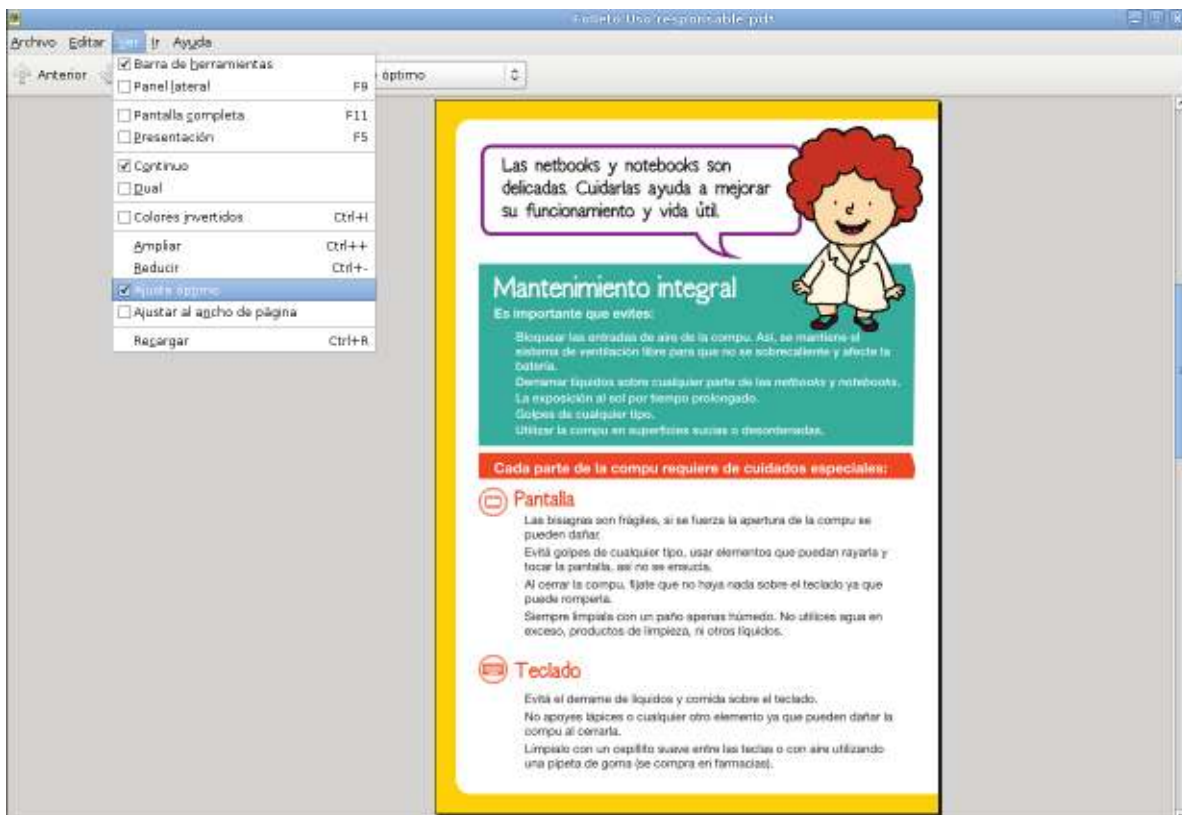 Folleto Uso responsable.pdf
Archivo Editar Ver Ir Ayuda
Anterior óptimo
Barra de herramientas
Panel lateral F9
Pantalla completa F11
Presentación F5
Continuo
Dual
Colores invertidos Ctrl+I
Ampliar Ctrl++
Reducir Ctrl+-
Ajuste óptimo
Ajustar al ancho de página
Recargar Ctrl+R
Las netbooks y notebooks son
delicadas. Cuidarlas ayuda a mejorar
su funcionamiento y vida útil.
Mantenimiento integral
Es importante que evites:
Bloquear las entradas de aire de la compu. Así, se mantiene el
sistema de ventilación libre para que no se sobrecaliente y afecte la
batería.
Derramar líquidos sobre cualquier parte de las netbooks y notebooks.
La exposición al sol por tiempo prolongado.
Golpes de cualquier tipo.
Utilizar la compu en superficies sucias o desordenadas.
Cada parte de la compu requiere de cuidados especiales:
Pantalla
Las bisagras son frágiles, si se fuerza la apertura de la compu se
pueden dañar.
Evitá golpes de cualquier tipo, usar elementos que puedan rayarla y
tocar la pantalla, así no se ensucia.
Al cerrar la compu, fijate que no haya nada sobre el teclado ya que
puede romperla.
Siempre limpiala con un paño apenas húmedo. No utilices agua en
exceso, productos de limpieza, ni otros líquidos.
Teclado
Evitá el derrame de líquidos y comida sobre el teclado.
No apoyes lápices o cualquier otro elemento ya que pueden dañar la
compu al cerrarla.
Limpialo con un cepillito suave entre las teclas o con aire utilizando
una pipeta de goma (se compra en farmacias).